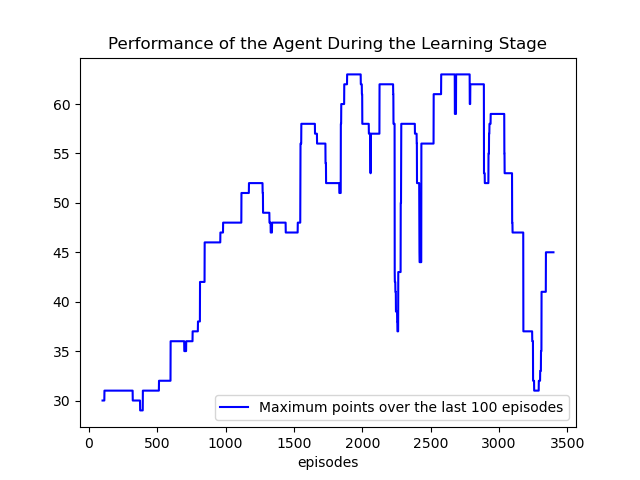 Performance of the Agent During the Learning Stage
60
55
50
45
40
35
30
Maximum points over the last 100 episodes
0 500 1000 1500 2000 2500 3000 3500
episodes